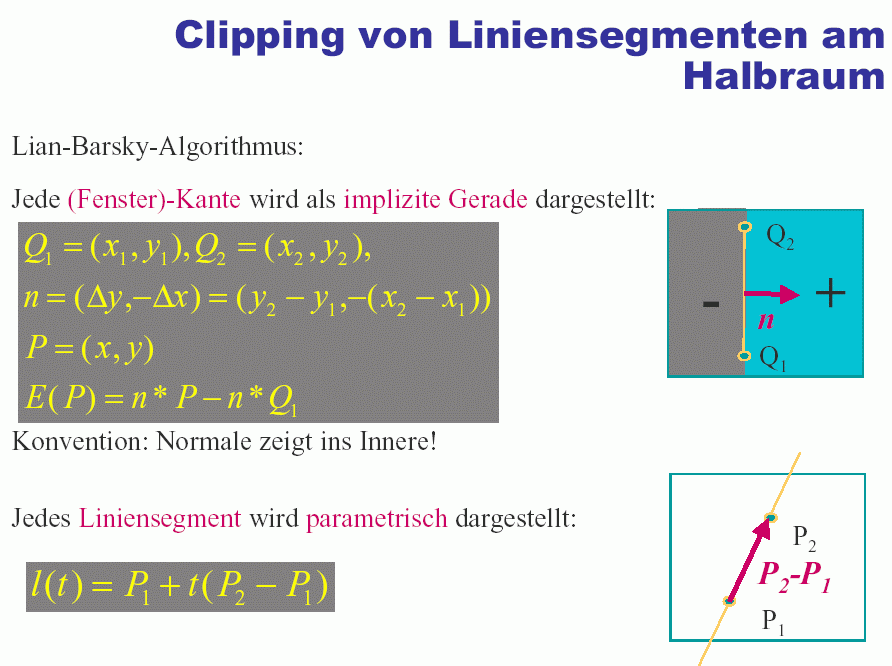 Clipping von Liniensegmenten am
Halbraum
Lian-Barsky-Algorithmus:
Jede (Fenster)-Kante wird als implizite Gerade dargestellt:
Q₁ = (x₁, y₁), Q₂ = (x₂, y₂),
n = (Δy,−Δx) = (y₂ − y₁,−(x₂ − x₁))
P = (x, y)
E(P) = n * P − n * Q₁
Q₂
-
+
n
Q₁
Konvention: Normale zeigt ins Innere!
Jedes Liniensegment wird parametrisch dargestellt:
l(t) = P₁ + t(P₂ − P₁)
P₂
P₂-P₁
P₁